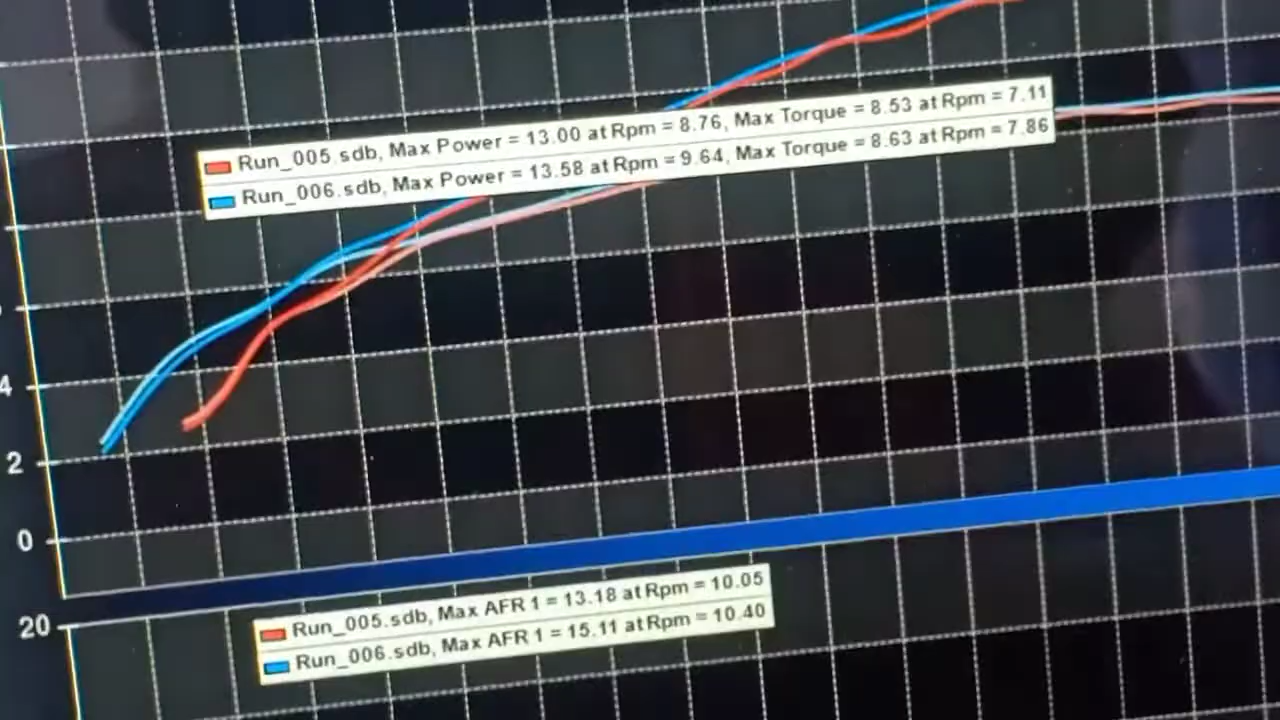 Run_005.sdb, Max Power = 13.00 at Rpm = 8.76, Max Torque = 8.53 at Rpm = 7.11
Run_006.sdb, Max Power = 13.58 at Rpm = 9.64, Max Torque = 8.63 at Rpm = 7.86
4
2
0
20
Run_005.sdb, Max AFR 1 = 13.18 at Rpm = 10.05
Run_006.sdb, Max AFR 1 = 15.11 at Rpm = 10.40